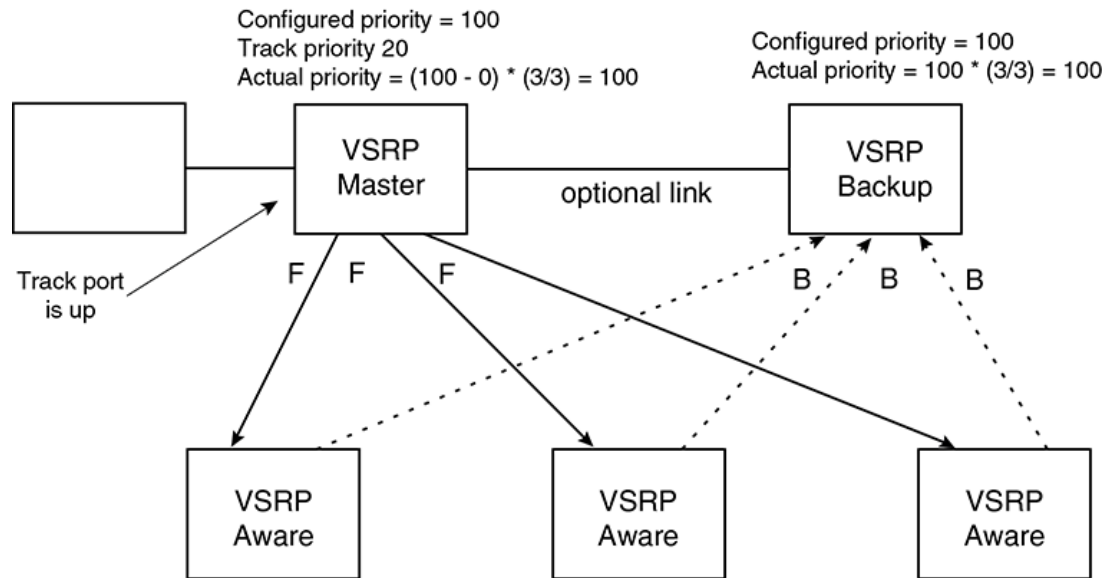 Configured priority = 100
Track priority 20
Actual priority = (100 - 0) * (3/3) = 100
Configured priority = 100
Actual priority = 100 * (3/3) = 100
VSRP
Master
optional link
VSRP
Backup
Track port
is up
F
F
F
B
B
B
VSRP
Aware
VSRP
Aware
VSRP
Aware